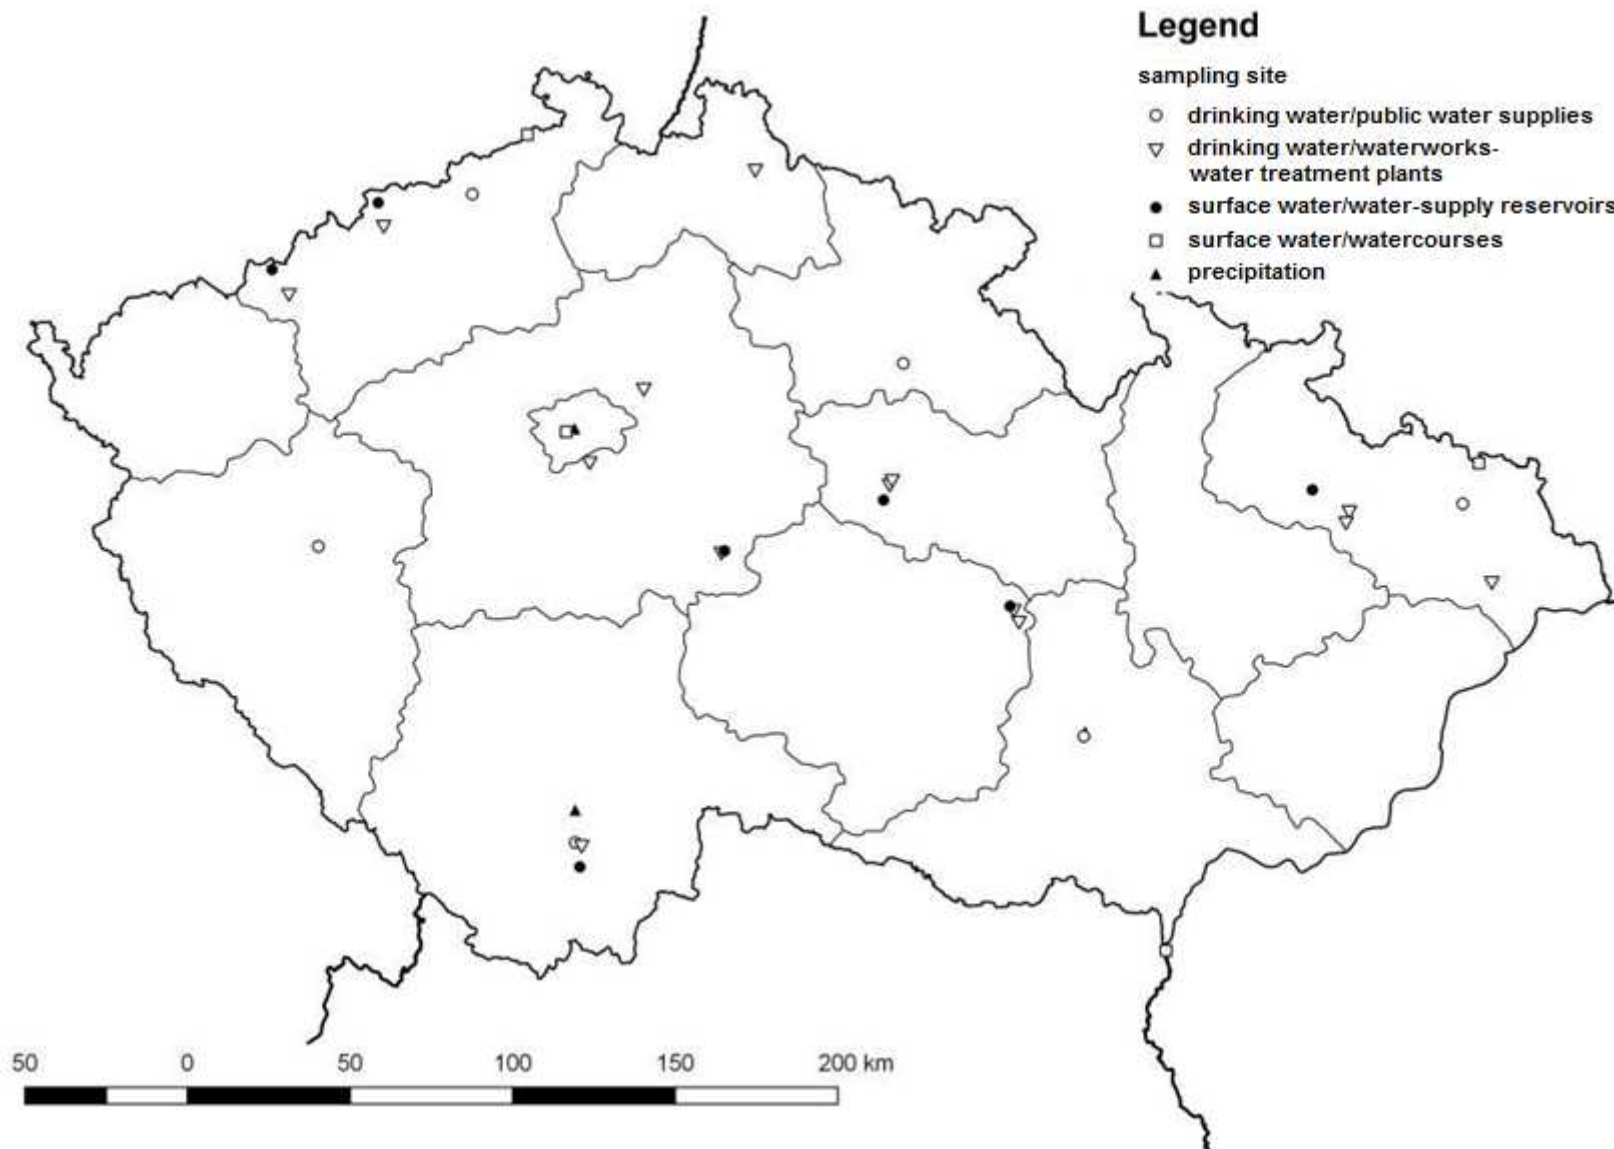 Legend
sampling site
drinking water/public water supplies
drinking water/waterworks-
water treatment plants
surface water/water-supply reservoirs
surface water/watercourses
precipitation
50 0 50 100 150 200 km